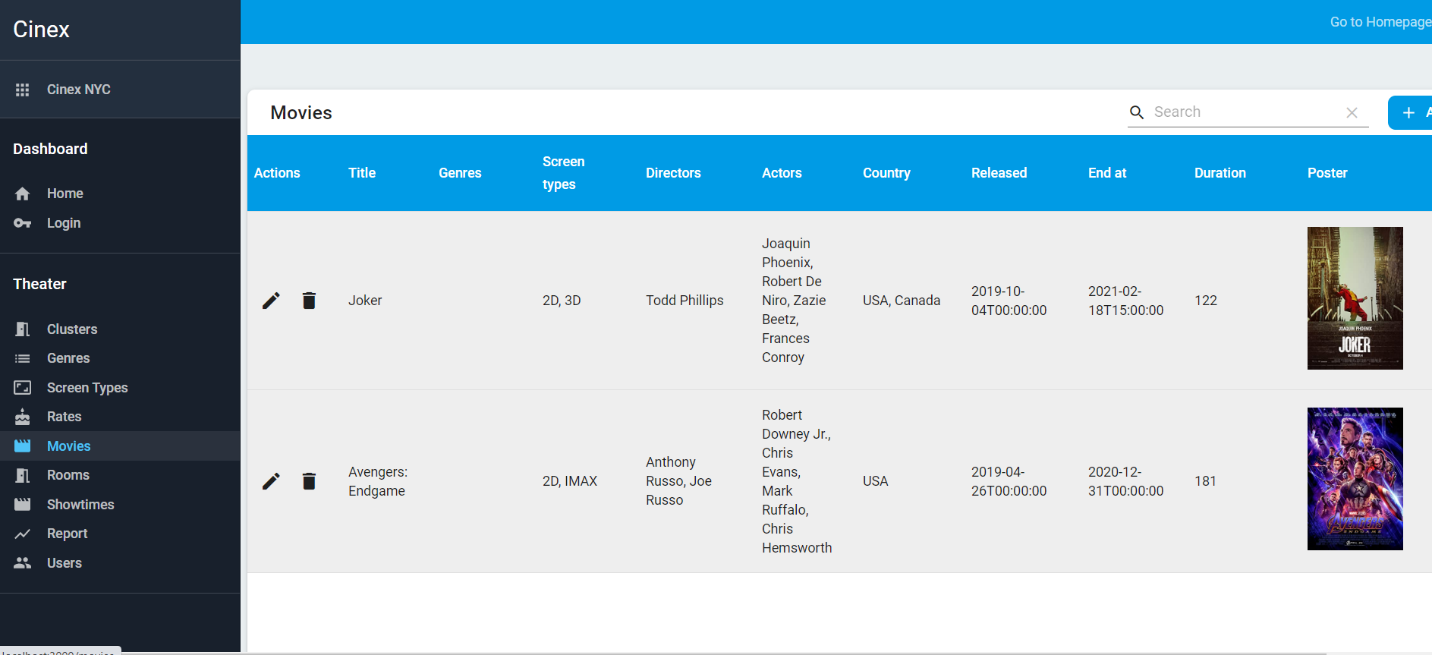 Cinex
Go to Homepage
Cinex NYC
Dashboard
Home
Login
Theater
Clusters
Genres
Screen Types
Rates
Movies
Rooms
Showtimes
Report
Users
Movies
Search
Actions
Title
Genres
Screen
types
Directors
Actors
Country
Released
End at
Duration
Poster
Joker
2D, 3D
Todd Phillips
Joaquin
Phoenix,
Robert De
Niro, Zazie
Beetz,
Frances
Conroy
USA, Canada
2019-10-
04T00:00:00
2021-02-
18T15:00:00
122
JOAQUIN PHOENIX
JOKER
Avengers:
Endgame
2D, IMAX
Anthony
Russo, Joe
Russo
Robert
Downey Jr.,
Chris
Evans,
Mark
Ruffalo,
Chris
Hemsworth
USA
2019-04-
26T00:00:00
2020-12-
31T00:00:00
181
AVENGERS
ENDGAME